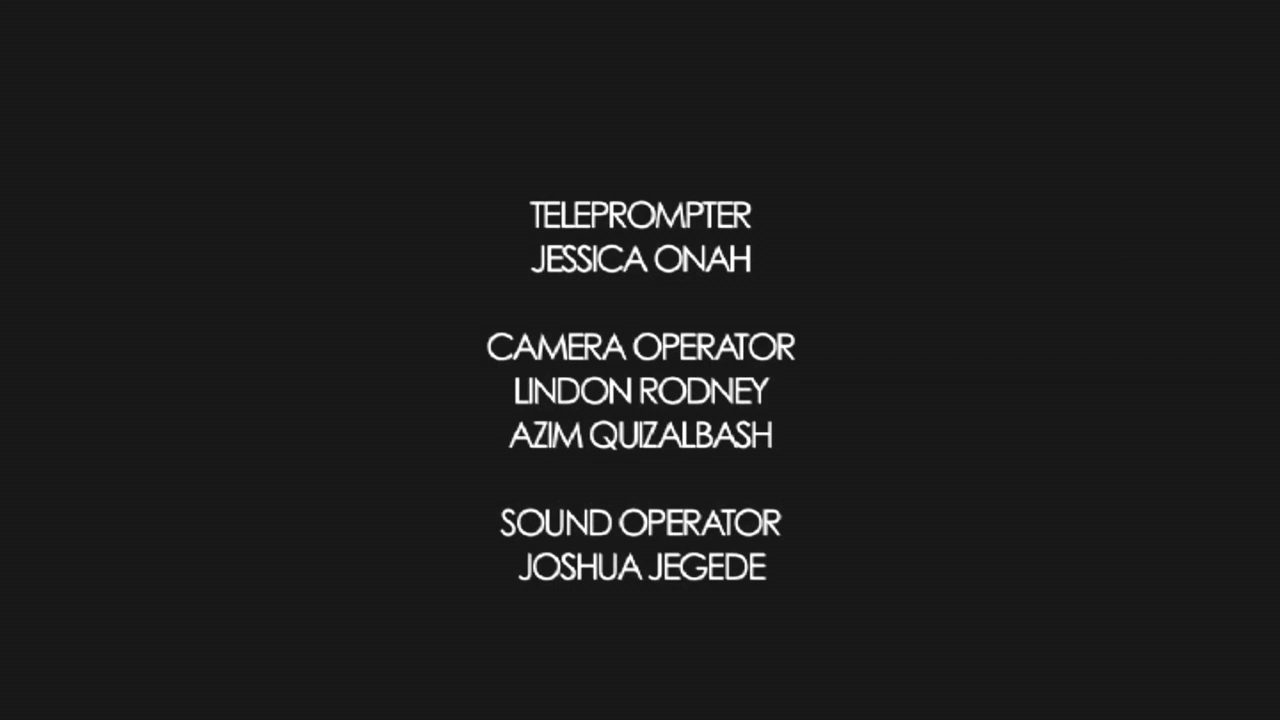 TELEPROMPTER
JESSICA ONAH
CAMERA OPERATOR
LINDON RODNEY
AZIM QUIZALBASH
SOUND OPERATOR
JOSHUA JEGEDE